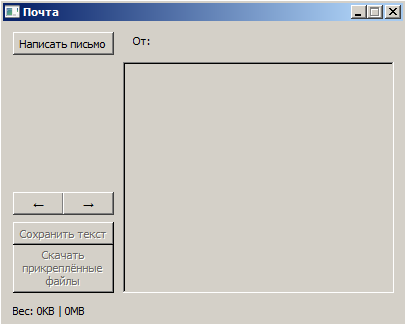 Почта
Написать письмо
От:
← →
Сохранить текст
Скачать
прикреплённые
файлы
Вес: 0KB | 0MB